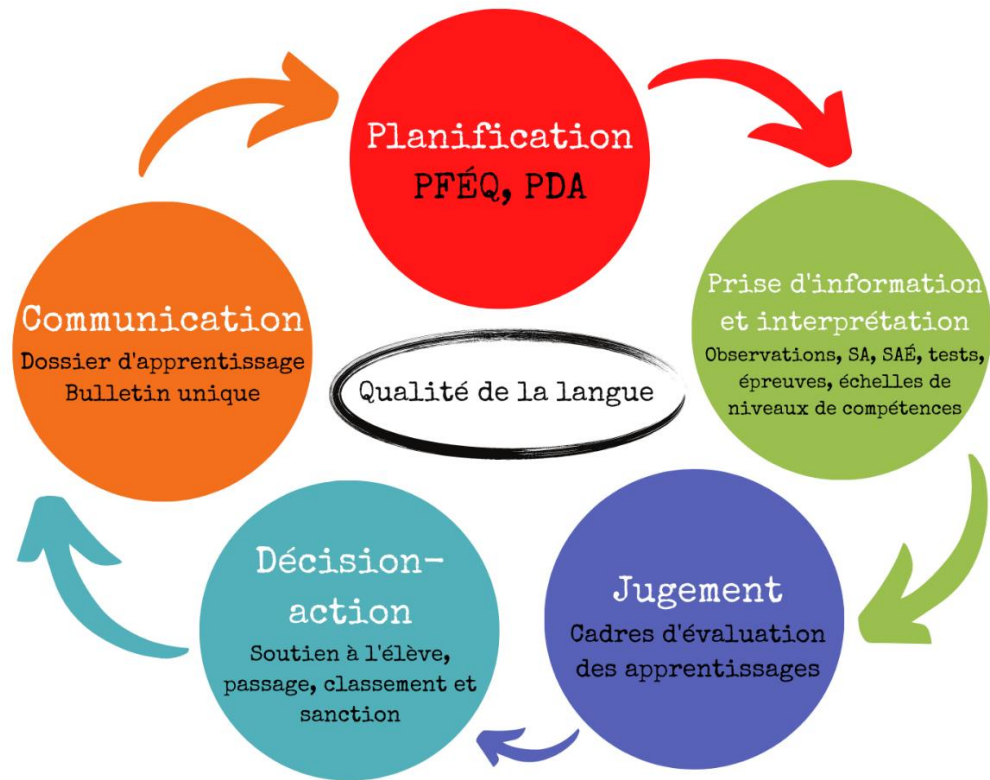 Planification
PFÉQ, PDA
Prise d'information
et interprétation
Observations, SA, SAÉ, tests,
épreuves, échelles de
niveaux de compétences
Jugement
Cadres d'évaluation
des apprentissages
Décision-
action
Soutien à l'élève,
passage, classement et
sanction
Communication
Dossier d'apprentissage
Bulletin unique
Qualité de la langue